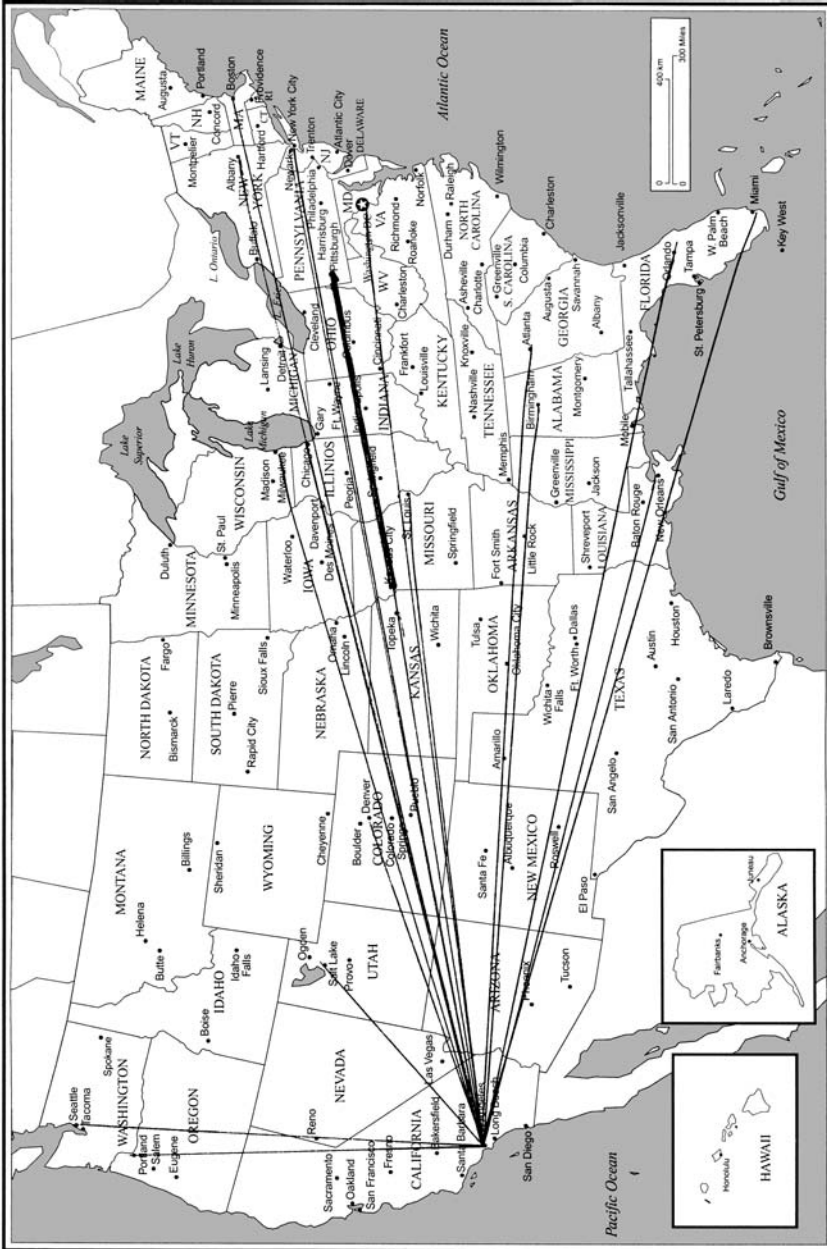 MAINE
Augusta
Portland
VT
NH
Montpelier
Concord
Boston
MA
Providence
RI
CT
Hartford
Albany
NEW
YORK
Buffalo
L. Ontario
New York City
Newark
Trenton
NJ
Philadelphia
PENNSYLVANIA
Harrisburg
Pittsburgh
Atlantic City
Dover
DELAWARE
MD
Washington DC
VA
Richmond
Roanoke
Norfolk
WV
Charleston
Atlantic Ocean
400 km
300 Miles
0
0
Lake
Superior
Lake
Huron
Lake
Michigan
MICHIGAN
Lansing
Detroit
OHIO
Cleveland
Columbus
Cincinnati
INDIANA
Gary
Ft. Wayne
Indianapolis
KENTUCKY
Frankfort
Louisville
WISCONSIN
Madison
Milwaukee
ILLINIOS
Chicago
Peoria
Springfield
MINNESOTA
Duluth
St. Paul
Minneapolis
IOWA
Waterloo
Davenport
Des Moines
MISSOURI
Kansas City
St. Louis
Springfield
NORTH DAKOTA
Fargo
Bismarck
SOUTH DAKOTA
Pierre
Rapid City
Sioux Falls
NEBRASKA
Omaha
Lincoln
KANSAS
Topeka
Wichita
MONTANA
Helena
Butte
Billings
WYOMING
Sheridan
Cheyenne
COLORADO
Boulder
Denver
Colorado
Springs
Pueblo
IDAHO
Boise
Idaho
Falls
UTAH
Ogden
Salt Lake
Provo
WASHINGTON
Seattle
Tacoma
Spokane
OREGON
Portland
Salem
Eugene
NEVADA
Reno
Las Vegas
CALIFORNIA
Sacramento
Oakland
San Francisco
Fresno
Bakersfield
Santa Barbara
Long Beach
San Diego
Pacific Ocean
ARIZONA
Phoenix
Tucson
NEW MEXICO
Santa Fe
Albuquerque
Roswell
El Paso
TEXAS
Amarillo
Wichita
Falls
Ft. Worth
Dallas
San Angelo
Austin
San Antonio
Houston
Laredo
Brownsville
OKLAHOMA
Tulsa
Oklahoma City
ARKANSAS
Fort Smith
Little Rock
LOUISIANA
Shreveport
Baton Rouge
New Orleans
MISSISSIPPI
Greenville
Jackson
TENNESSEE
Memphis
Nashville
Knoxville
ALABAMA
Birmingham
Montgomery
Mobile
GEORGIA
Atlanta
Augusta
Savannah
Albany
NORTH
CAROLINA
Durham
Raleigh
Asheville
Charlotte
Wilmington
S. CAROLINA
Greenville
Columbia
Charleston
FLORIDA
Jacksonville
Tallahassee
Orlando
Tampa
St. Petersburg
W. Palm
Beach
Miami
Key West
Gulf of Mexico
ALASKA
Fairbanks
Anchorage
Juneau
HAWAII
Honolulu